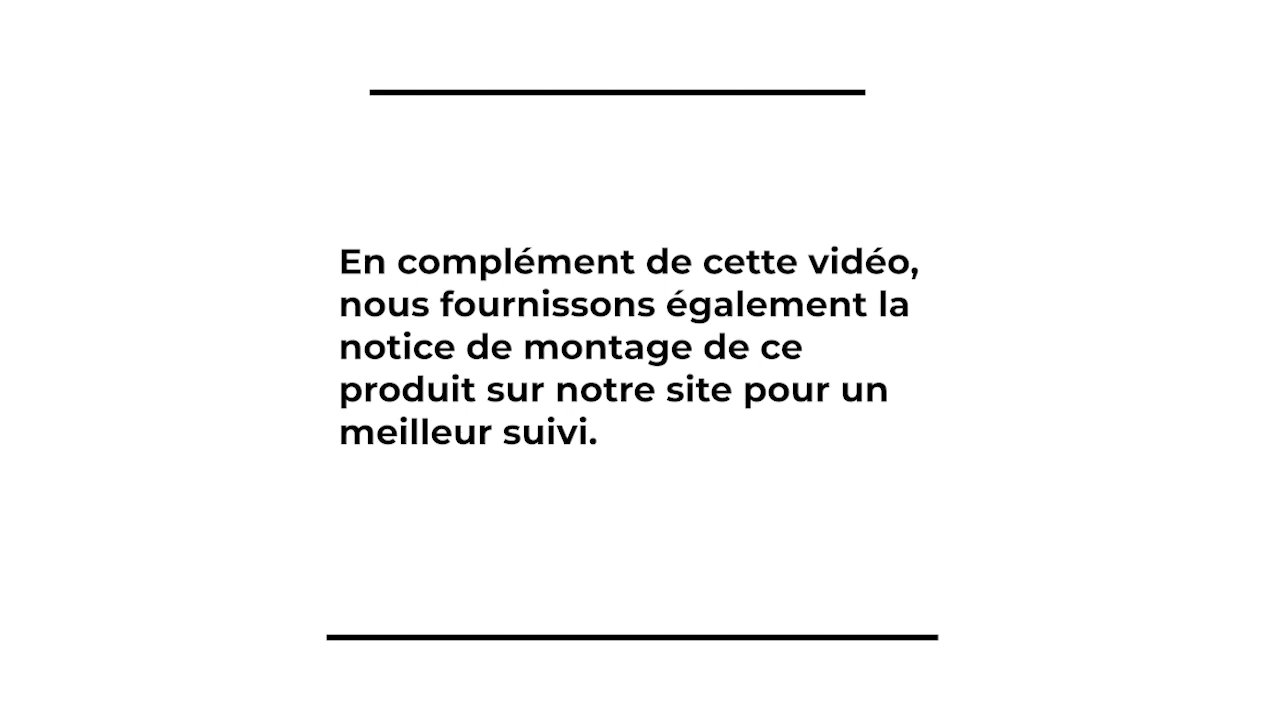 En complément de cette vidéo,
nous fournissons également la
notice de montage de ce
produit sur notre site pour un
meilleur suivi.